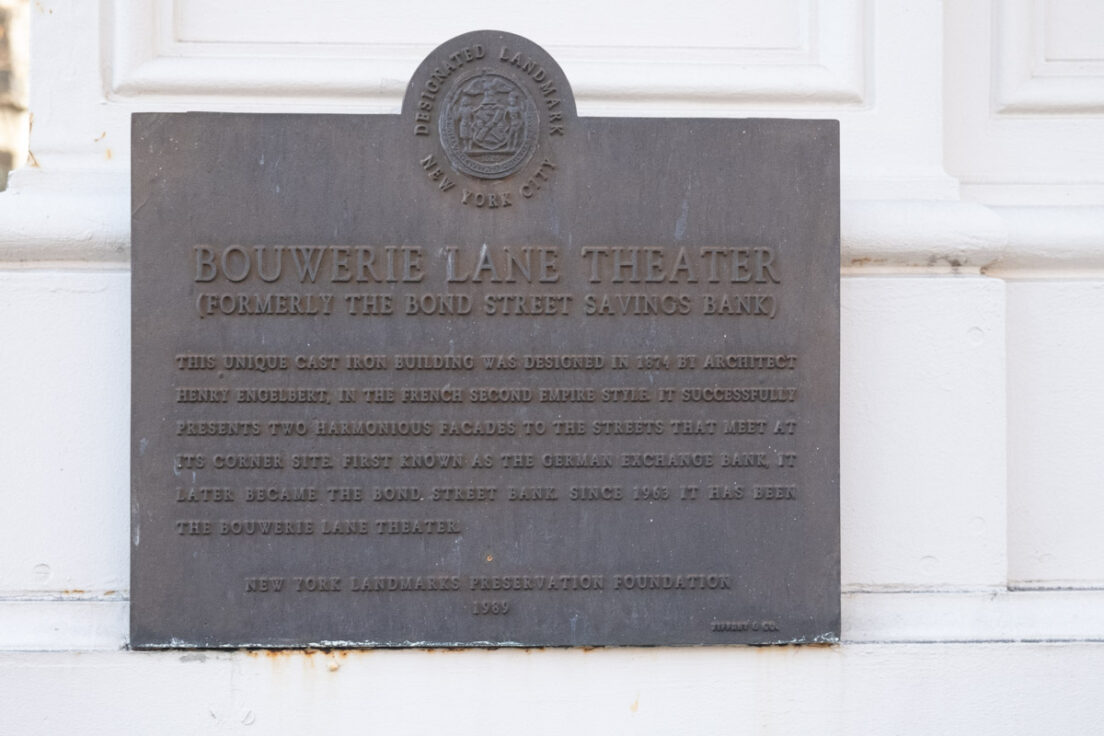 DESIGNATED LANDMARK
NEW YORK CITY
BOUWERIE LANE THEATER
(FORMERLY THE BOND STREET SAVINGS BANK)
THIS UNIQUE CAST IRON BUILDING WAS DESIGNED IN 1874 BY ARCHITECT
HENRY ENGELBERT, IN THE FRENCH SECOND EMPIRE STYLE. IT SUCCESSFULLY
PRESENTS TWO HARMONIOUS FACADES TO THE STREETS THAT MEET AT
ITS CORNER SITE. FIRST KNOWN AS THE GERMAN EXCHANGE BANK, IT
LATER BECAME THE BOND STREET BANK. SINCE 1963 IT HAS BEEN
THE BOUWERIE LANE THEATER.
NEW YORK LANDMARKS PRESERVATION FOUNDATION
1989
TIFFANY & CO.